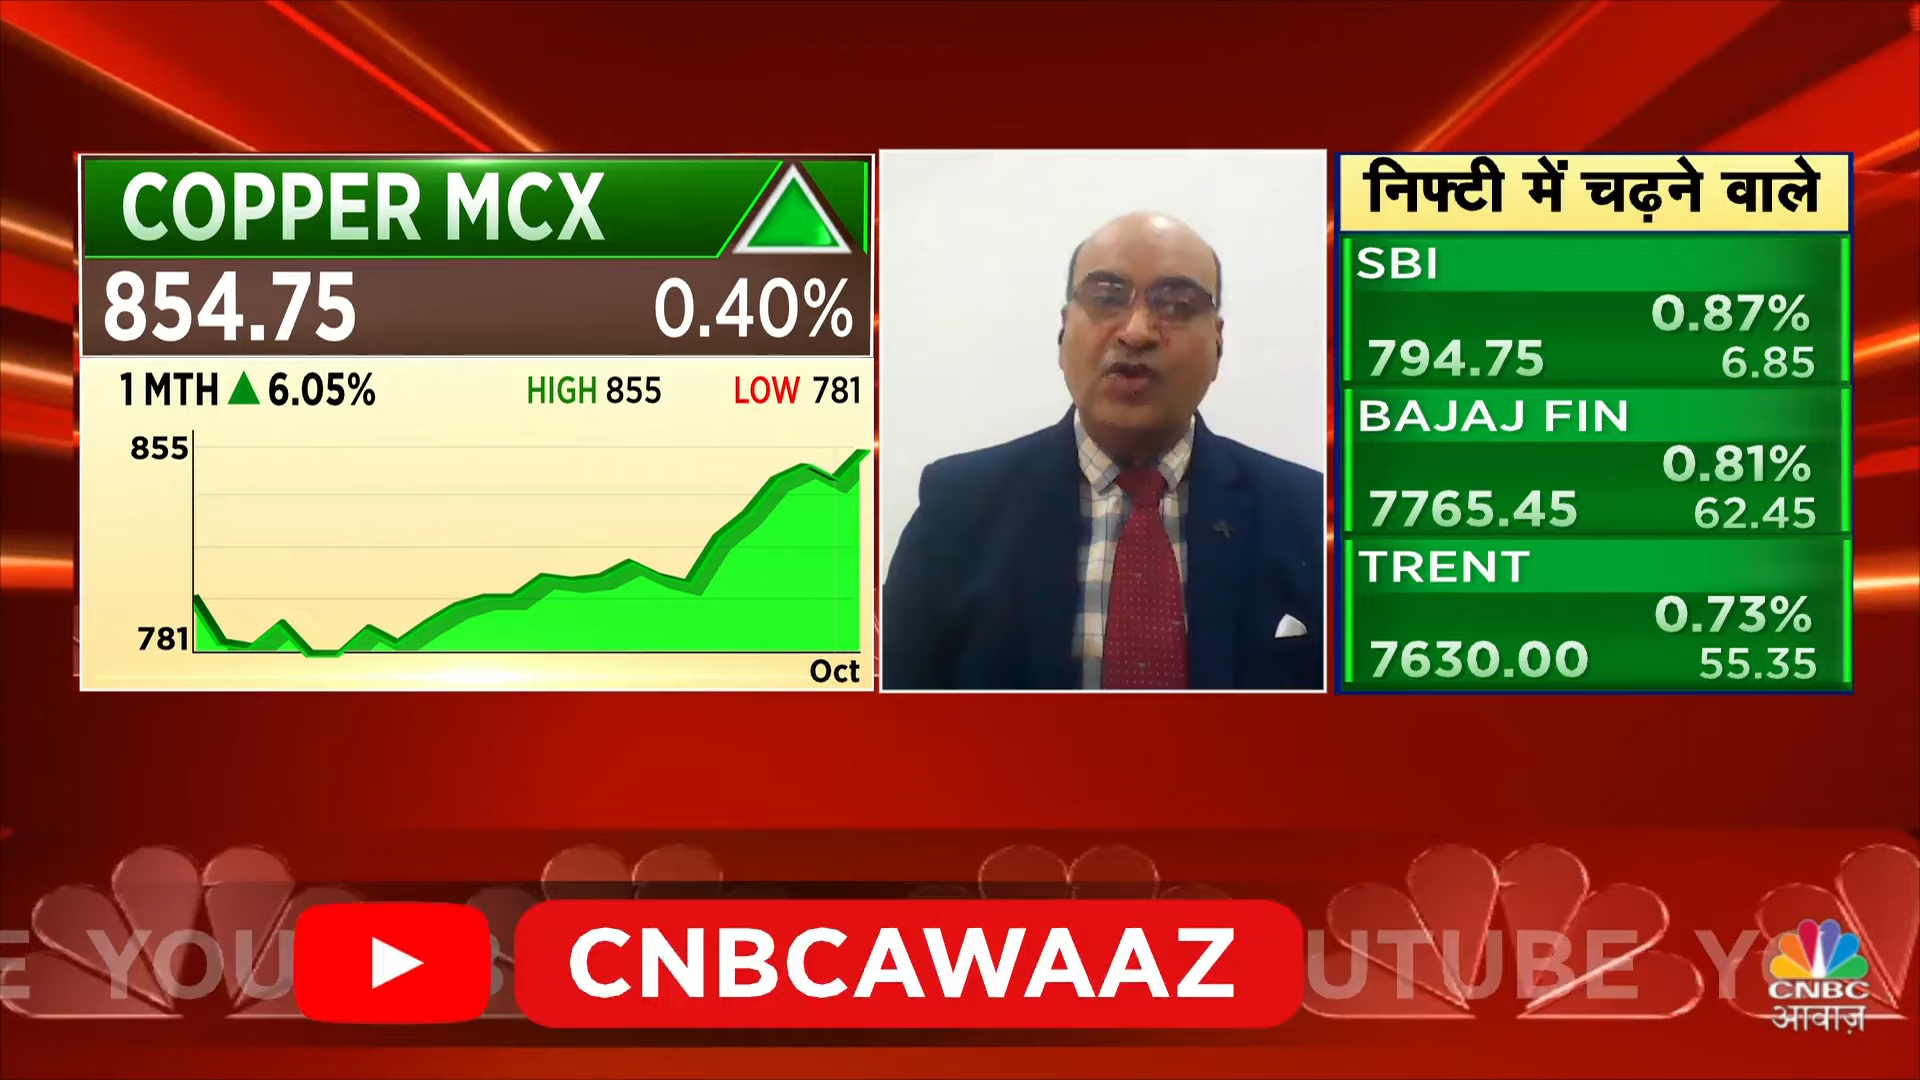 COPPER MCX
854.75 0.40%
1 MTH ▲ 6.05% HIGH 855 LOW 781
855
781
Oct
निफ्टी में चढ़ने वाले
SBI
0.87%
794.75 6.85
BAJAJ FIN
0.81%
7765.45 62.45
TRENT
0.73%
7630.00 55.35
E YOU B CNBCAWAAZ UTUBE Y
CNBC
आवाज़